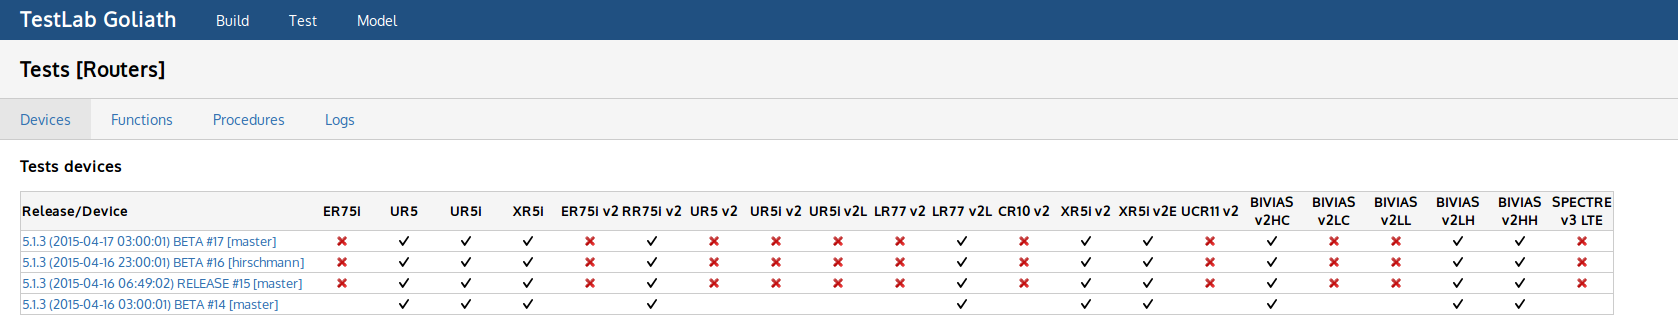 TestLab Goliath Build Test Model
Tests [Routers]
Devices Functions Procedures Logs
Tests devices
Release/Device ER75i UR5 UR5i XR5i ER75i v2 RR75i v2 UR5 v2 UR5i v2 UR5i v2L LR77 v2 LR77 v2L CR10 v2 XR5i v2 XR5i v2E UCR11 v2 BIVIAS v2HC BIVIAS v2LC BIVIAS v2LL BIVIAS v2LH BIVIAS v2HH SPECTRE v3 LTE
5.1.3 (2015-04-17 03:00:01) BETA #17 [master]
5.1.3 (2015-04-16 23:00:01) BETA #16 [hirschmann]
5.1.3 (2015-04-16 06:49:02) RELEASE #15 [master]
5.1.3 (2015-04-16 03:00:01) BETA #14 [master]